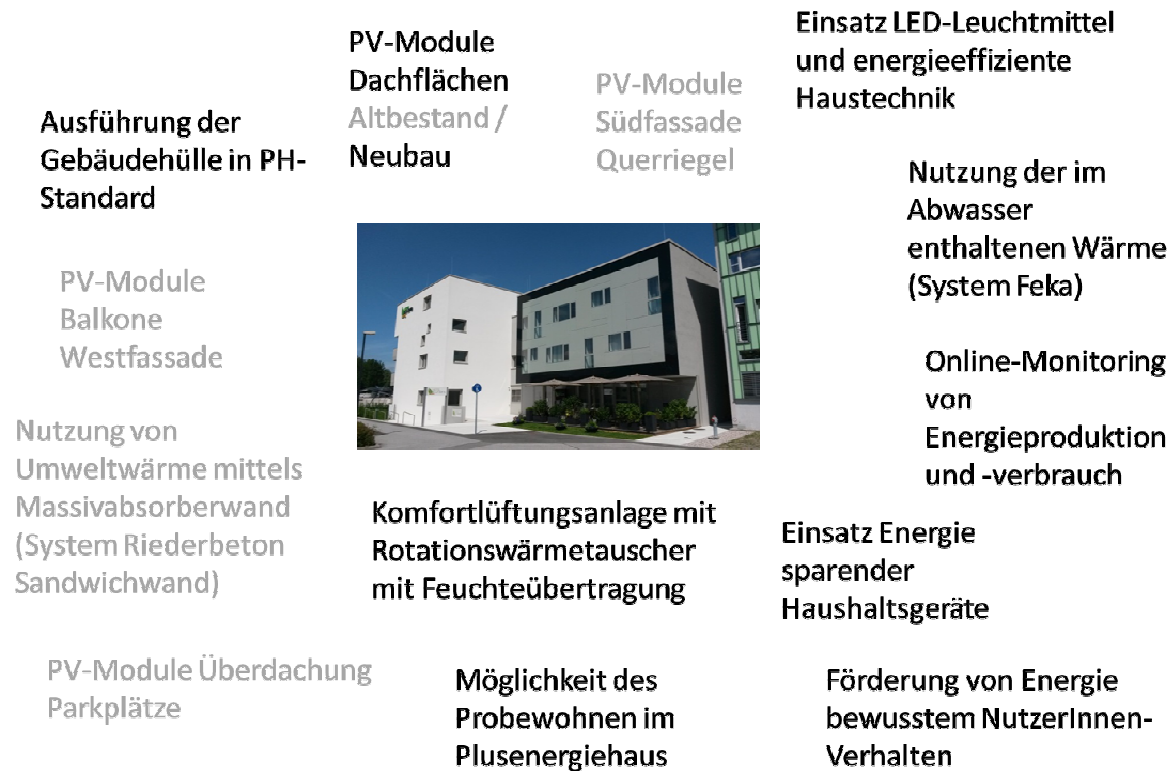 PV-Module
Dachflächen
Altbestand /
Neubau
PV-Module
Südfassade
Querriegel
Einsatz LED-Leuchtmittel
und energieeffiziente
Haustechnik
Ausführung der
Gebäudehülle in PH-
Standard
Nutzung der im
Abwasser
enthaltenen Wärme
(System Feka)
PV-Module
Balkone
Westfassade
Online-Monitoring
von
Energieproduktion
und -verbrauch
Nutzung von
Umweltwärme mittels
Massivabsorberwand
(System Riederbeton
Sandwichwand)
Komfortlüftungsanlage mit
Rotationswärmetauscher
mit Feuchteübertragung
Einsatz Energie
sparender
Haushaltsgeräte
PV-Module Überdachung
Parkplätze
Möglichkeit des
Probewohnen im
Plusenergiehaus
Förderung von Energie
bewusstem NutzerInnen-
Verhalten